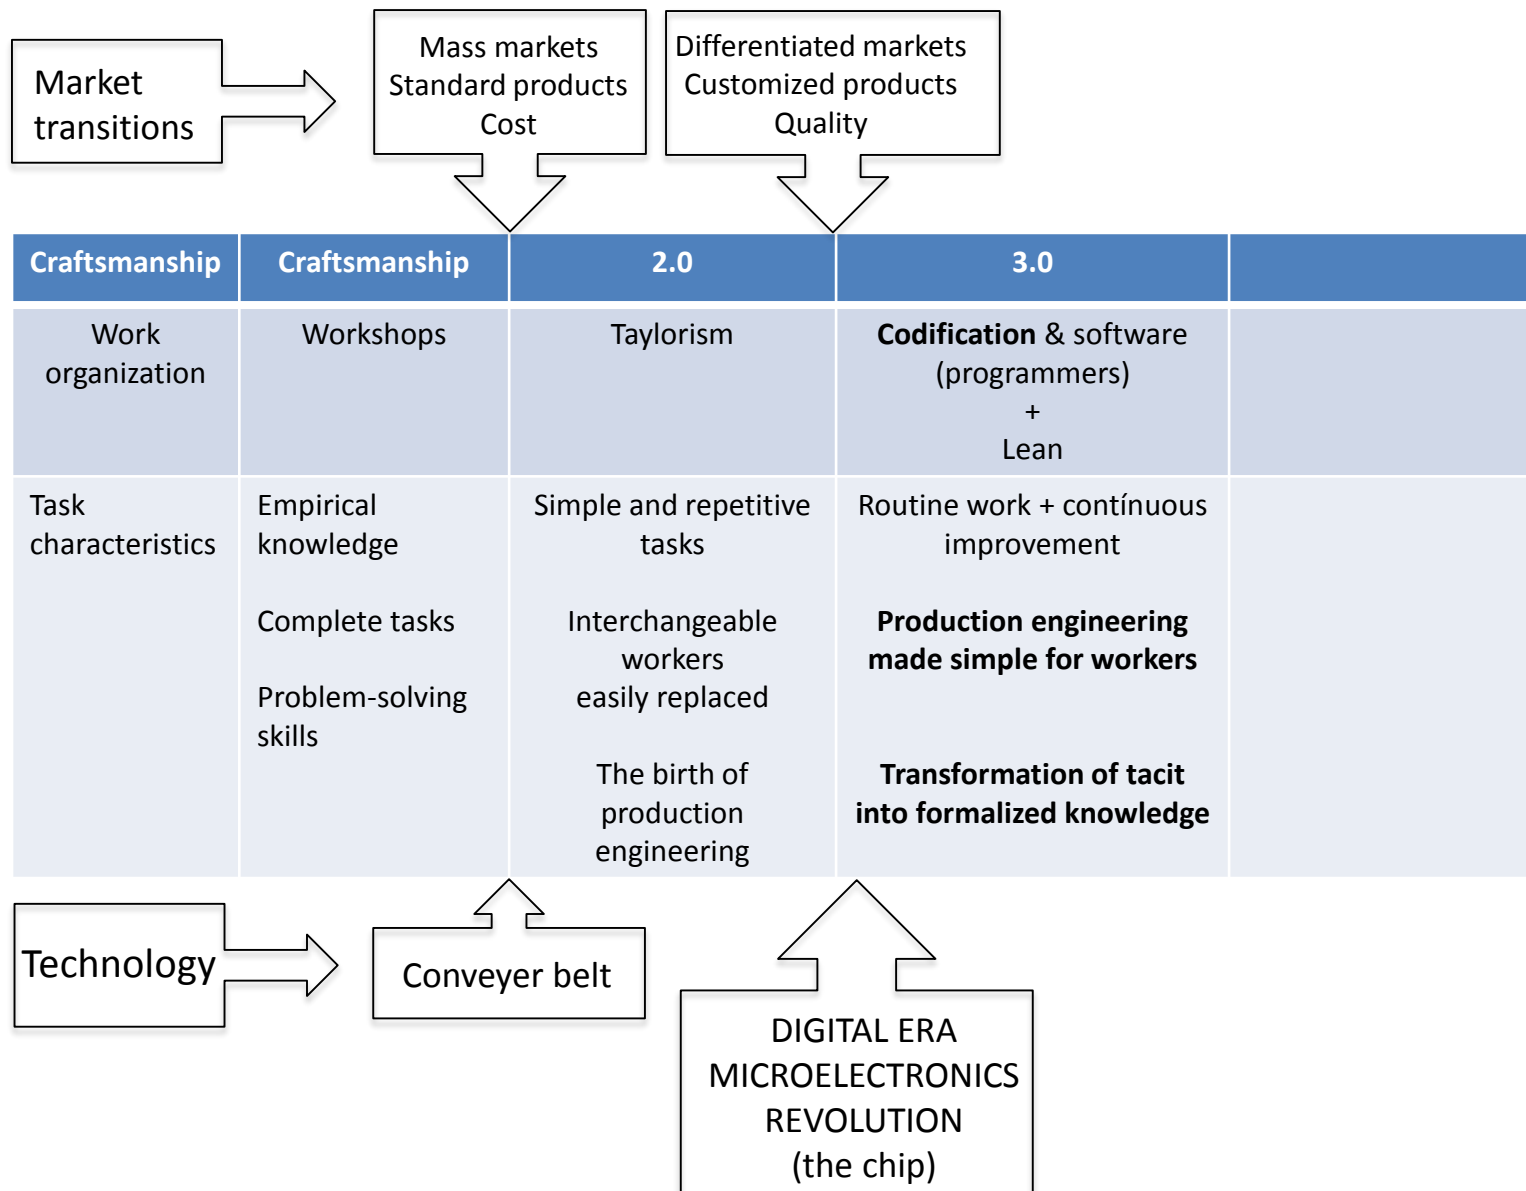 Market
transitions
Mass markets
Standard products
Cost
Differentiated markets
Customized products
Quality
Craftsmanship
Craftsmanship
2.0
3.0
Work
organization
Workshops
Taylorism
Codification & software
(programmers)
+
Lean
Task
characteristics
Empirical
knowledge
Complete tasks
Problem-solving
skills
Simple and repetitive
tasks
Interchangeable
workers
easily replaced
The birth of
production
engineering
Routine work + contínuous
improvement
Production engineering
made simple for workers
Transformation of tacit
into formalized knowledge
Technology
Conveyer belt
DIGITAL ERA
MICROELECTRONICS
REVOLUTION
(the chip)